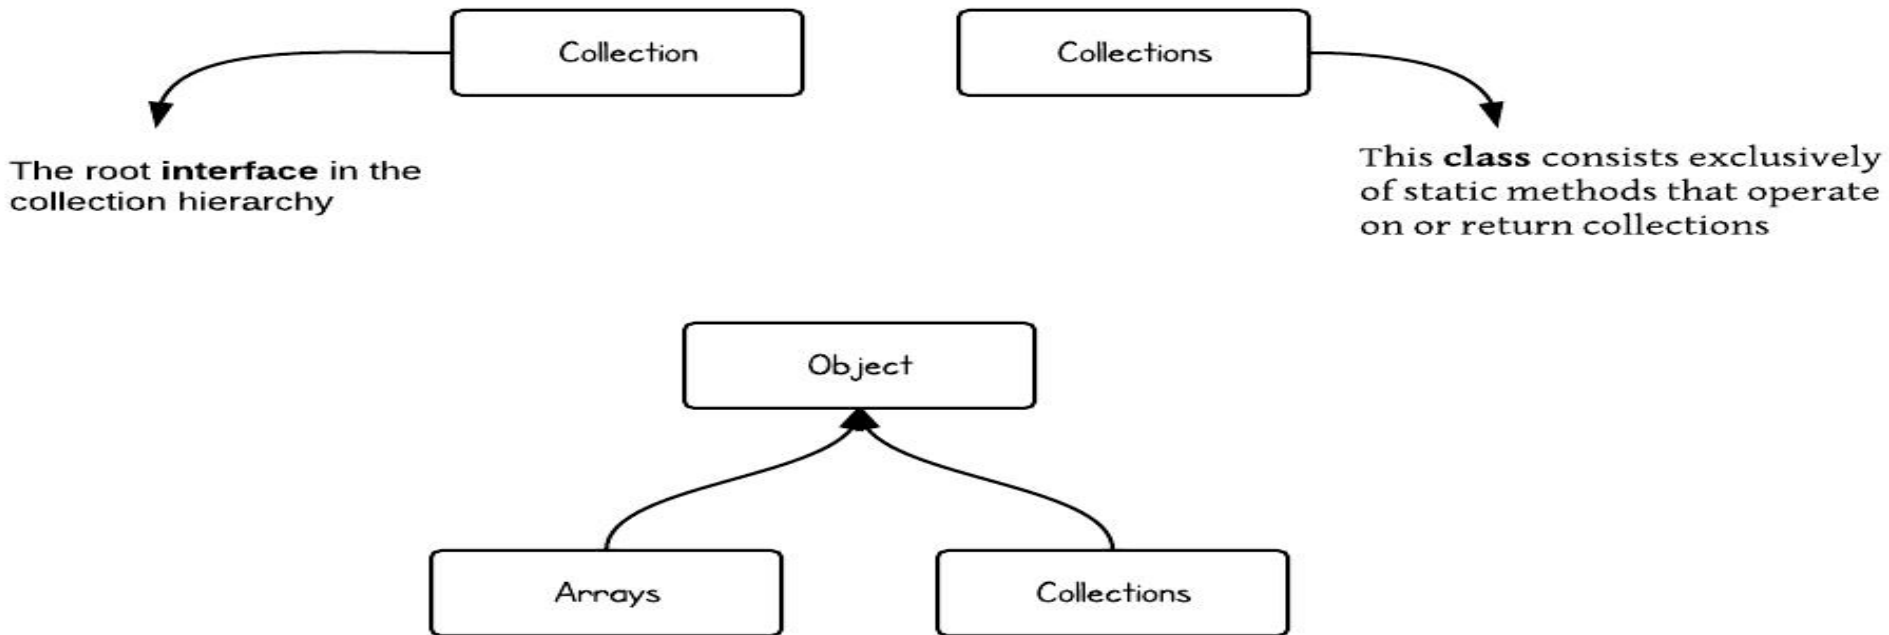 Collection
Collections
The root interface in the
collection hierarchy
This class consists exclusively
of static methods that operate
on or return collections
Object
Arrays
Collections